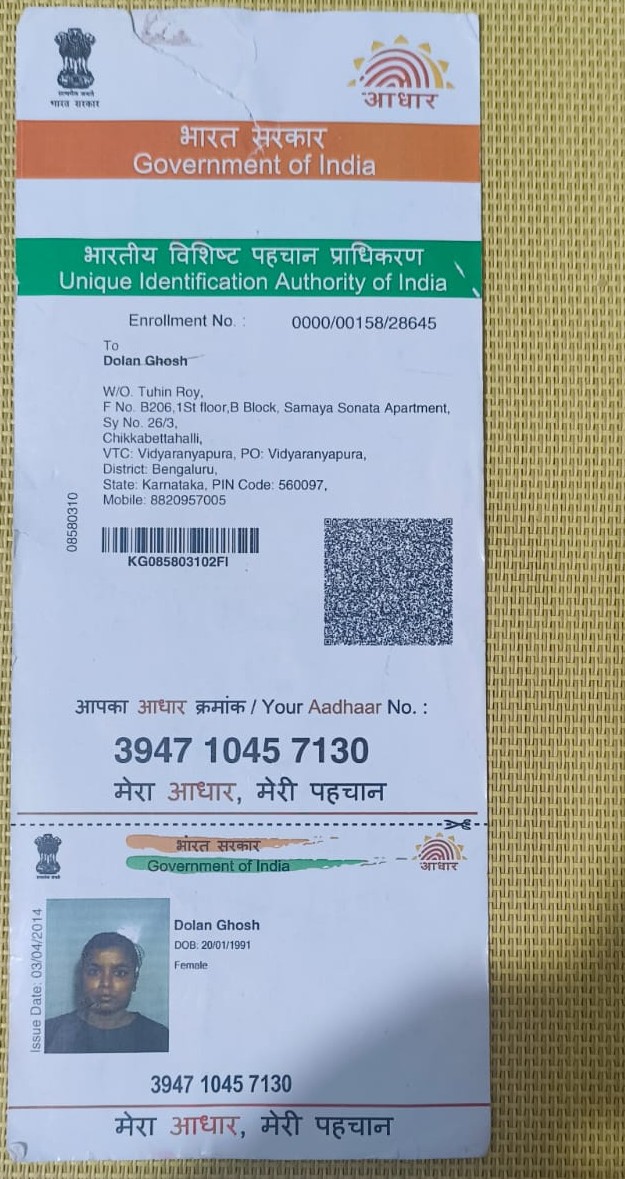 भारत सरकार
आधार
भारत सरकार
Government of India
भारतीय विशिष्ट पहचान प्राधिकरण
Unique Identification Authority of India
Enrollment No. : 0000/00158/28645
To
Dolan Ghosh
W/O. Tuhin Roy,
F No. B206,1St floor,B Block, Samaya Sonata Apartment,
Sy No. 26/3,
Chikkabettahalli,
VTC: Vidyaranyapura, PO: Vidyaranyapura,
District: Bengaluru,
State: Karnataka, PIN Code: 560097,
Mobile: 8820957005
08580310
KG085803102FI
आपका आधार क्रमांक / Your Aadhaar No. :
3947 1045 7130
मेरा आधार, मेरी पहचान
भारत सरकार
Government of India
आधार
Issue Date: 03/04/2014
Dolan Ghosh
DOB: 20/01/1991
Female
3947 1045 7130
मेरा आधार, मेरी पहचान